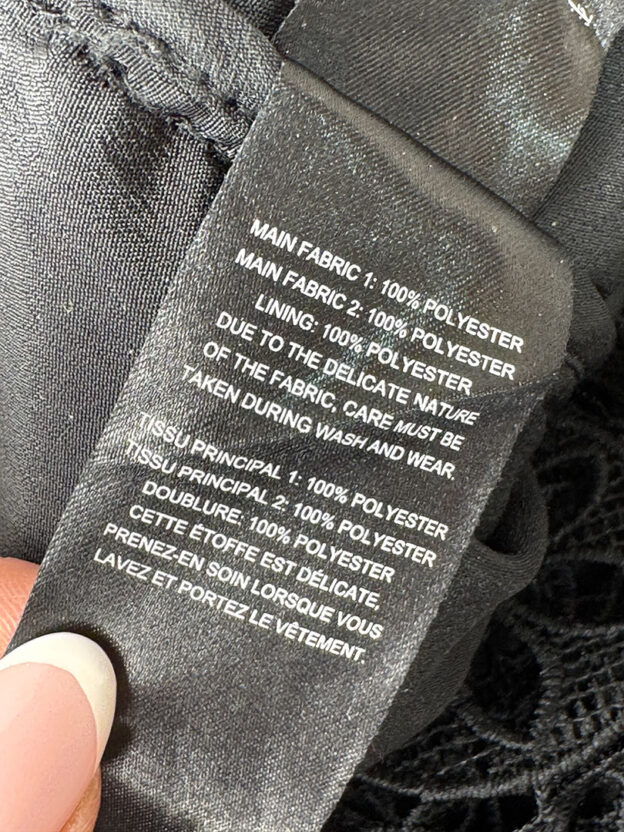 MAIN FABRIC 1: 100% POLYESTER
MAIN FABRIC 2: 100% POLYESTER
LINING: 100% POLYESTER
DUE TO THE DELICATE NATURE
OF THE FABRIC, CARE MUST BE
TAKEN DURING WASH AND WEAR.
TISSU PRINCIPAL 1: 100% POLYESTER
TISSU PRINCIPAL 2: 100% POLYESTER
DOUBLURE: 100% POLYESTER
CETTE ÉTOFFE EST DÉLICATE,
PRENEZ-EN SOIN LORSQUE VOUS
LAVEZ ET PORTEZ LE VÊTEMENT.